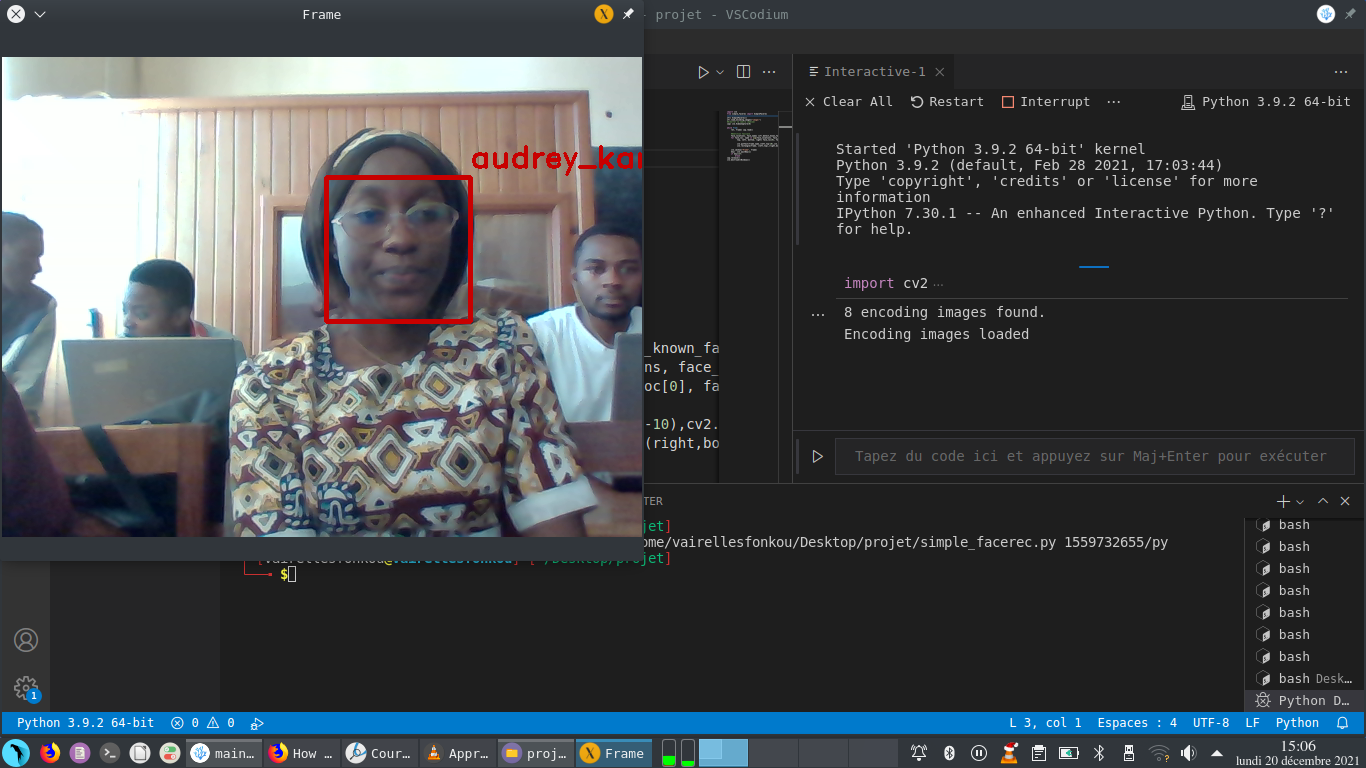 Frame
projet - VSCodium
audrey_ka
Interactive-1
Clear All Restart Interrupt ... Python 3.9.2 64-bit
Started 'Python 3.9.2 64-bit' kernel
Python 3.9.2 (default, Feb 28 2021, 17:03:44)
Type 'copyright', 'credits' or 'license' for more
information
IPython 7.30.1 -- An enhanced Interactive Python. Type '?'
for help.
import cv2 ...
8 encoding images found.
Encoding images loaded
_known_fa
ns, face_
oc[0], fa
-10),cv2.
(right,bo
Tapez du code ici et appuyez sur Maj+Enter pour exécuter
TER
jet]
ome/vairellesfonkou/Desktop/projet/simple_facerec.py 1559732655/py
[vairellesfonkou@vairellesfonkou] [~/Desktop/projet]
$
bash
bash
bash
bash
bash
bash
bash
bash Desk...
Python D...
1
Python 3.9.2 64-bit 0 0 L 3, col 1 Espaces : 4 UTF-8 LF Python
main... How ... Cour... Appr... proj... Frame
15:06
lundi 20 décembre 2021